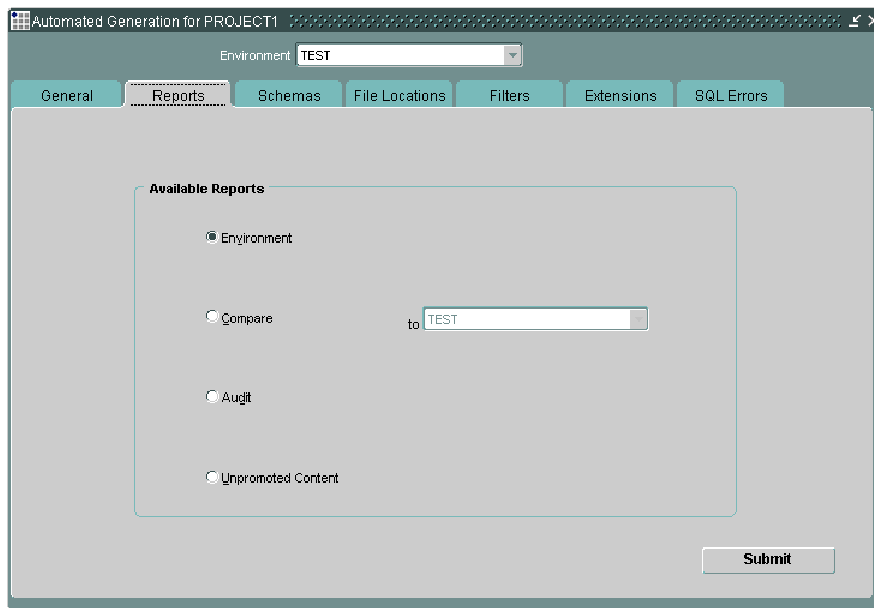 Automated Generation for PROJECT1
Environment TEST
General Reports Schemas File Locations Filters Extensions SQL Errors
Available Reports
Environment
Compare to TEST
Audit
Unpromoted Content
Submit